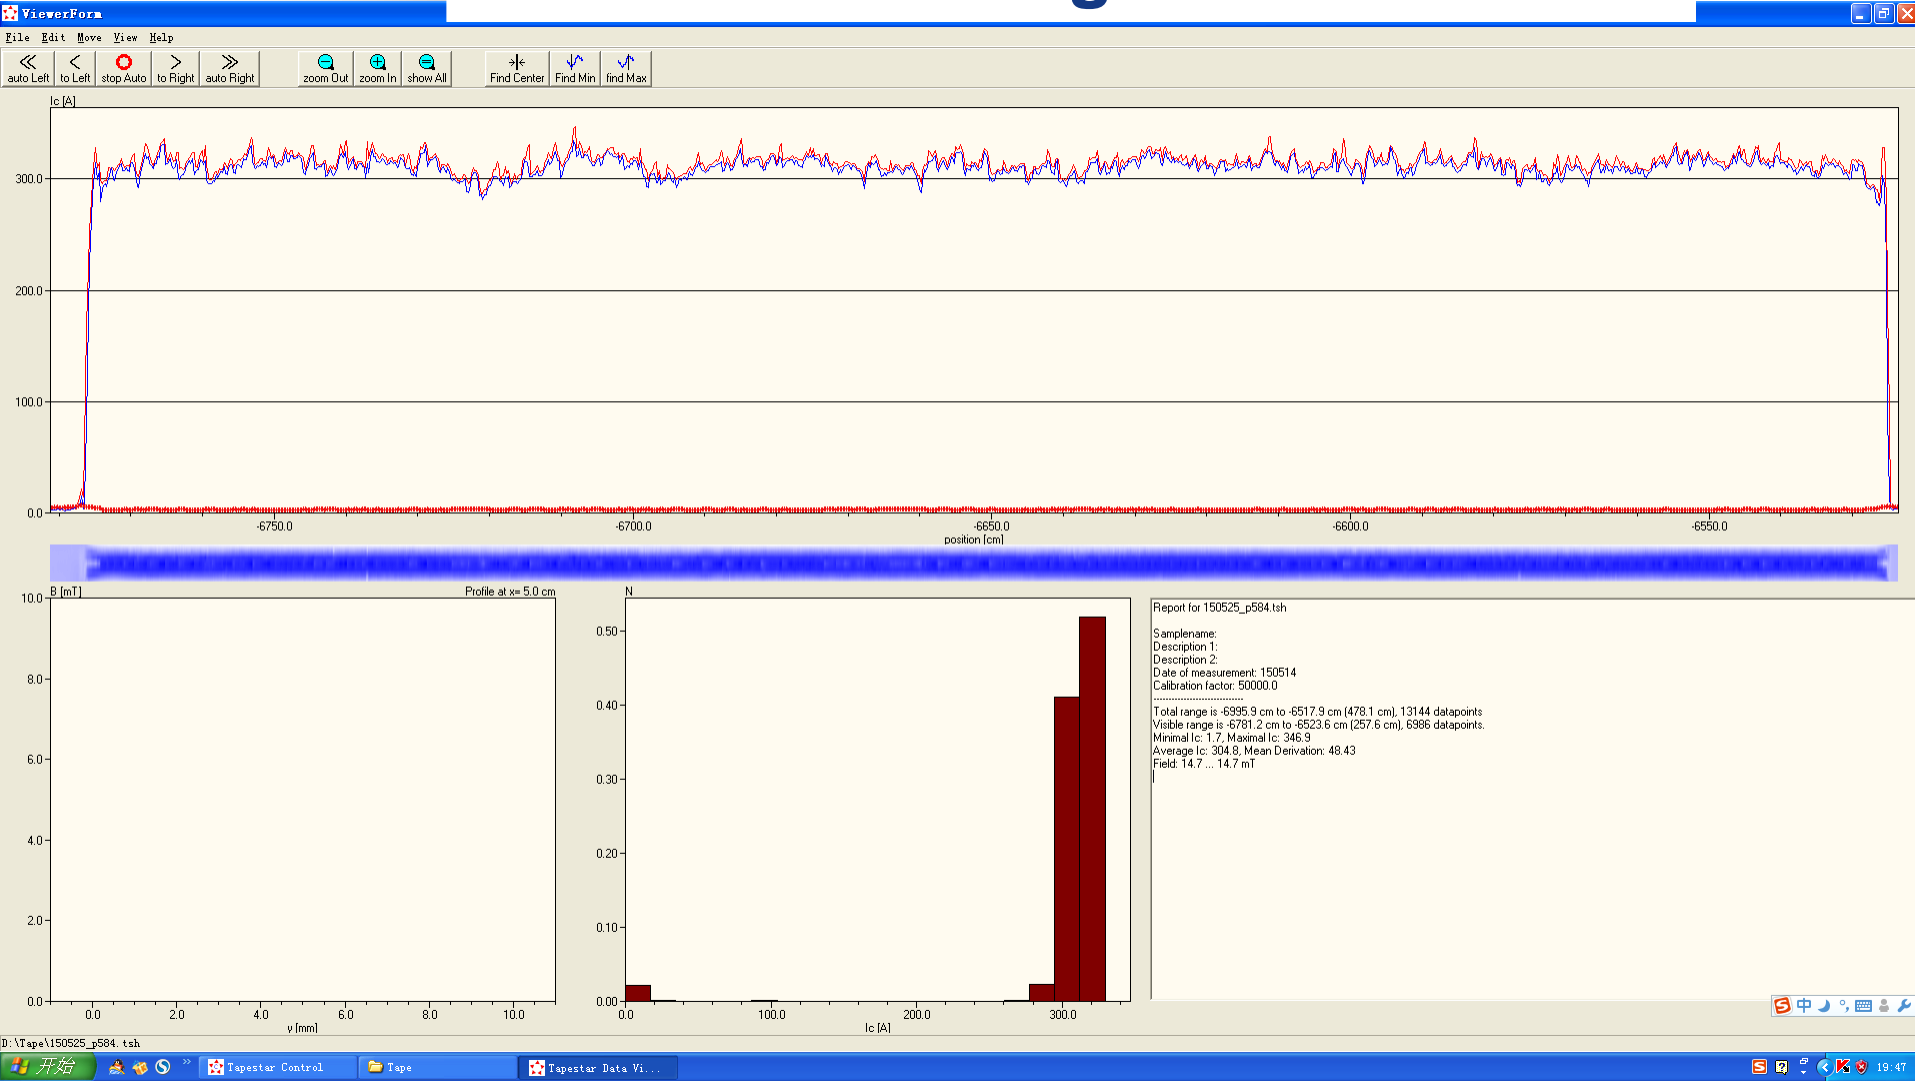 ViewerForm
File Edit Move View Help
auto Left to Left stop Auto to Right auto Right zoom Out zoom In show All Find Center Find Min find Max
Ic [A]
300.0
200.0
100.0
0.0
-6750.0 -6700.0 -6650.0 -6600.0 -6550.0
position [cm]
B [mT] Profile at x= 5.0 cm
10.0
8.0
6.0
4.0
2.0
0.0
0.0 2.0 4.0 6.0 8.0 10.0
y [mm]
N
0.50
0.40
0.30
0.20
0.10
0.00
0.0 100.0 200.0 300.0
Ic [A]
Report for 150525_p584.tsh
Samplename:
Description 1:
Description 2:
Date of measurement: 150514
Calibration factor: 50000.0
------------------------------
Total range is -6995.9 cm to -6517.9 cm (478.1 cm), 13144 datapoints
Visible range is -6781.2 cm to -6523.6 cm (257.6 cm), 6986 datapoints.
Minimal Ic: 1.7, Maximal Ic: 346.9
Average Ic: 304.8, Mean Derivation: 48.43
Field: 14.7 ... 14.7 mT
中
D:\Tape\150525_p584.tsh
开始 Tapestar Control Tape Tapestar Data Vi... 19:47